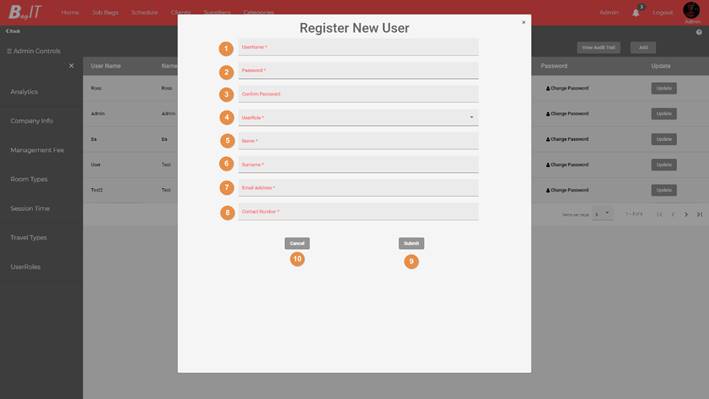 BagIT Home Job Bags Schedule Clients Suppliers Categories Admin 3 Logout
Admin
Back
Admin Controls
View Audit Trail Add
User Name Name Password Update
Ross Ross Change Password Update
Admin Admin Change Password Update
Ea Ea Change Password Update
User Test Change Password Update
Test2 Test Change Password Update
Items per page 5 1 – 5 of 6
Analytics
Company Info
Management Fee
Room Types
Session Time
Travel Types
UserRoles
Register New User
×
1 UserName *
2 Password *
3 Confirm Password
4 UserRole *
5 Name *
6 Surname *
7 Email Address *
8 Contact Number *
Cancel Submit
10 9